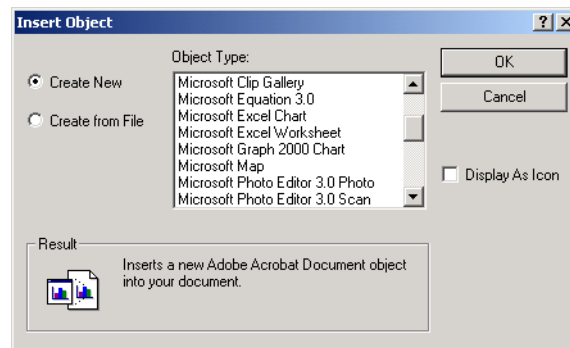 Insert Object
Object Type:
Create New
Create from File
Microsoft Clip Gallery
Microsoft Equation 3.0
Microsoft Excel Chart
Microsoft Excel Worksheet
Microsoft Graph 2000 Chart
Microsoft Map
Microsoft Photo Editor 3.0 Photo
Microsoft Photo Editor 3.0 Scan
OK
Cancel
Display As Icon
Result
Inserts a new Adobe Acrobat Document object
into your document.